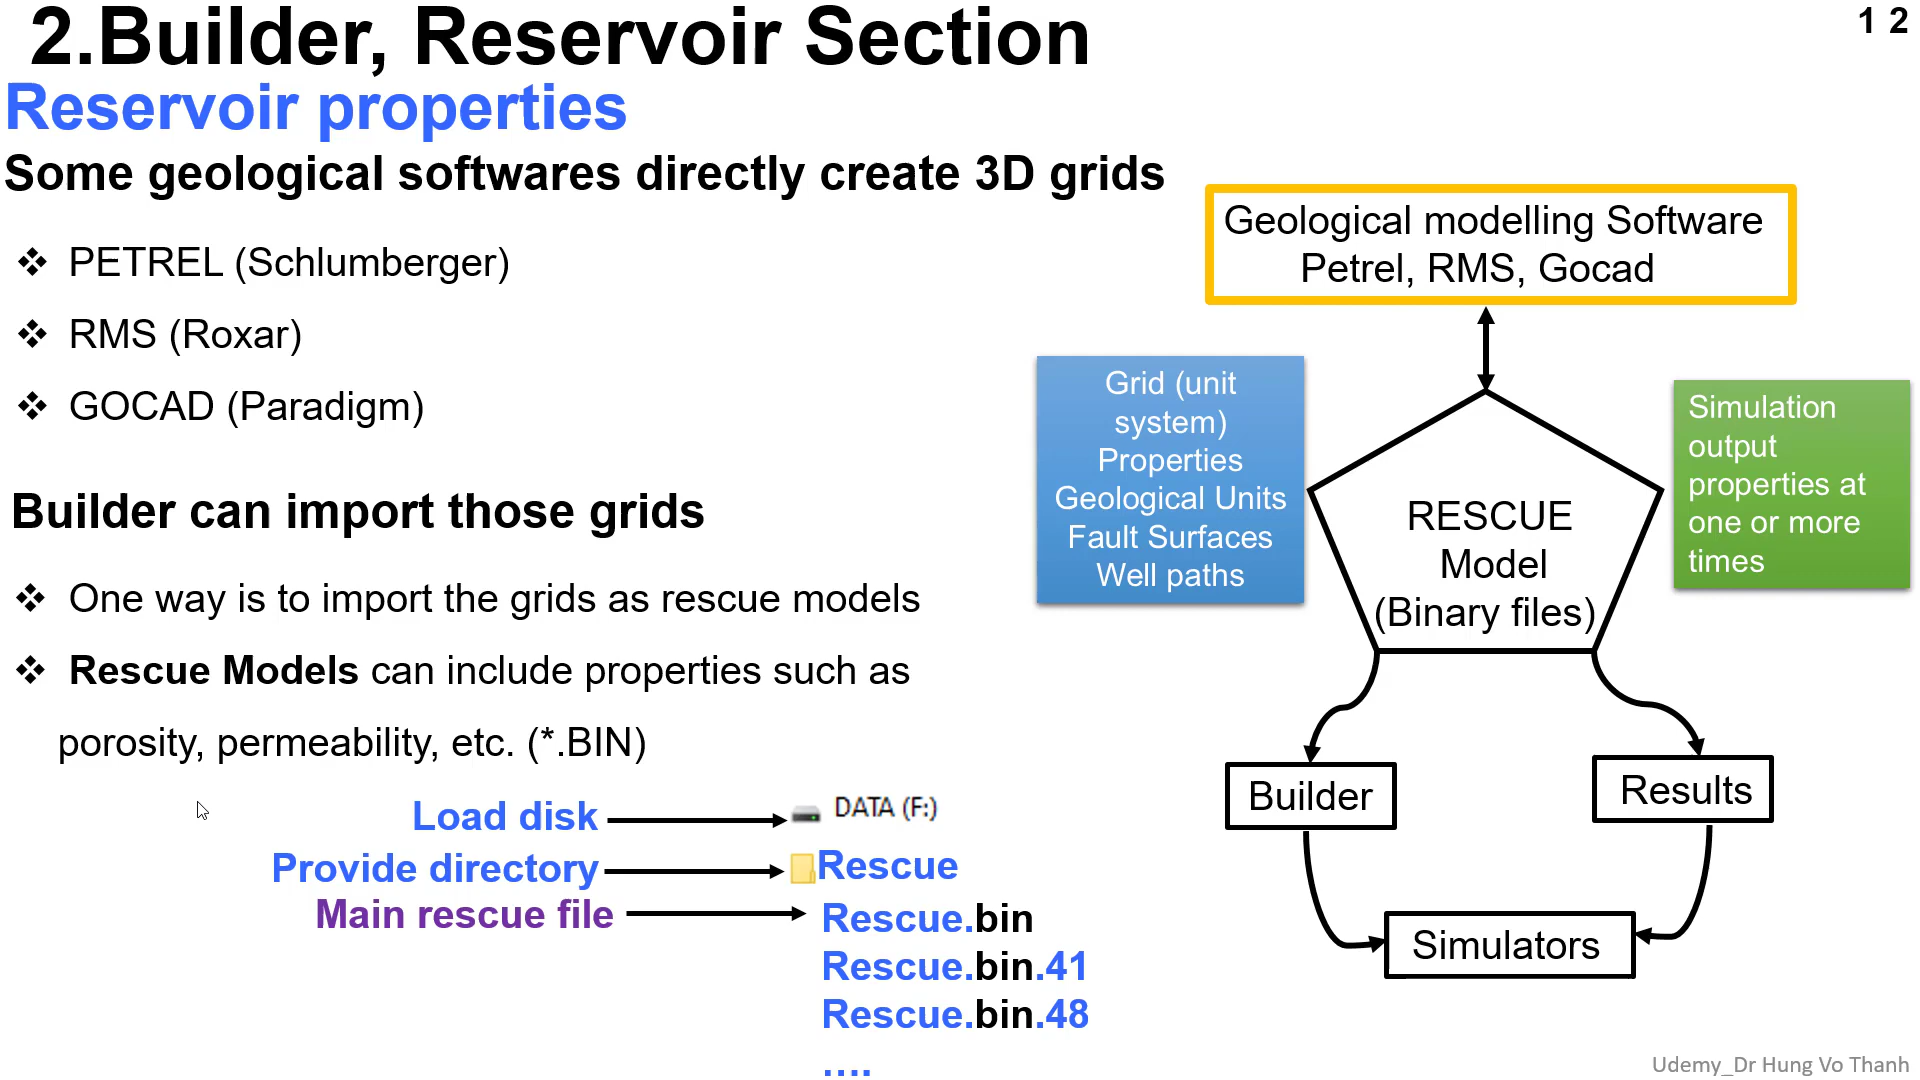 2.Builder, Reservoir Section
1 2
Reservoir properties
Some geological softwares directly create 3D grids
❖ PETREL (Schlumberger)
❖ RMS (Roxar)
❖ GOCAD (Paradigm)
Builder can import those grids
❖ One way is to import the grids as rescue models
❖ Rescue Models can include properties such as
porosity, permeability, etc. (*.BIN)
Load disk
DATA (F:)
Provide directory
Rescue
Main rescue file
Rescue.bin
Rescue.bin.41
Rescue.bin.48
....
Geological modelling Software
Petrel, RMS, Gocad
Grid (unit
system)
Properties
Geological Units
Fault Surfaces
Well paths
RESCUE
Model
(Binary files)
Simulation
output
properties at
one or more
times
Builder
Results
Simulators
Udemy_Dr Hung Vo Thanh